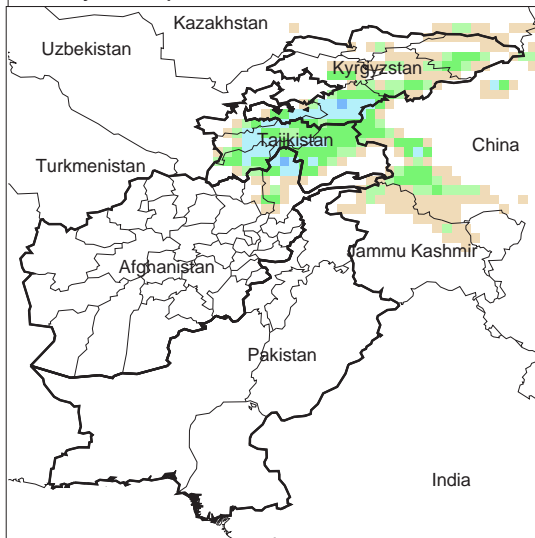 Kazakhstan
Uzbekistan
Kyrgyzstan
Tajikistan
China
Turkmenistan
Jammu Kashmir
Afghanistan
Pakistan
India